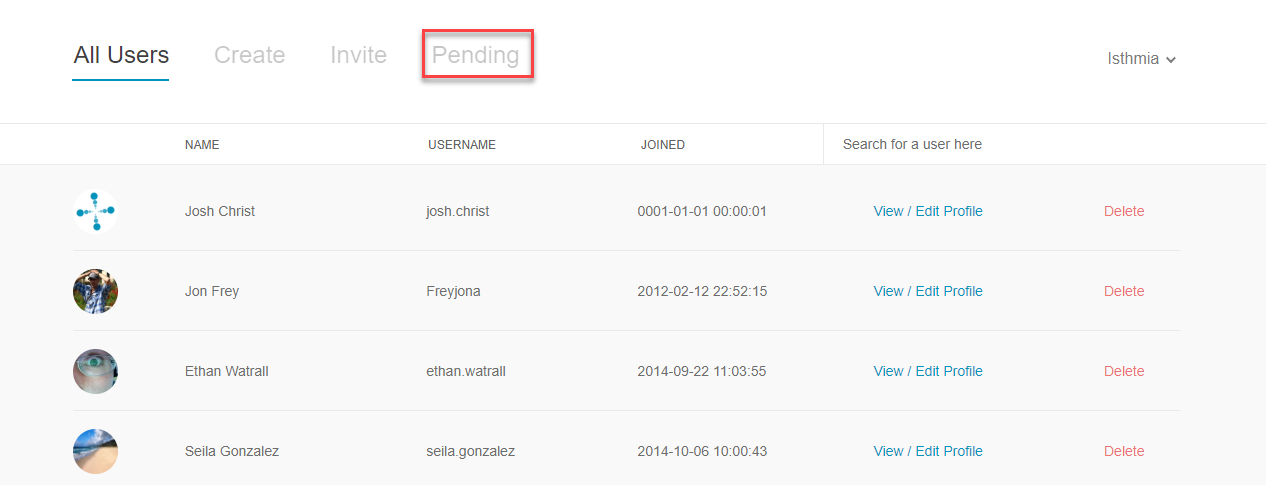 All Users Create Invite Pending Isthmia
NAME USERNAME JOINED Search for a user here
Josh Christ josh.christ 0001-01-01 00:00:01 View / Edit Profile Delete
Jon Frey Freyjona 2012-02-12 22:52:15 View / Edit Profile Delete
Ethan Watrall ethan.watrall 2014-09-22 11:03:55 View / Edit Profile Delete
Seila Gonzalez seila.gonzalez 2014-10-06 10:00:43 View / Edit Profile Delete